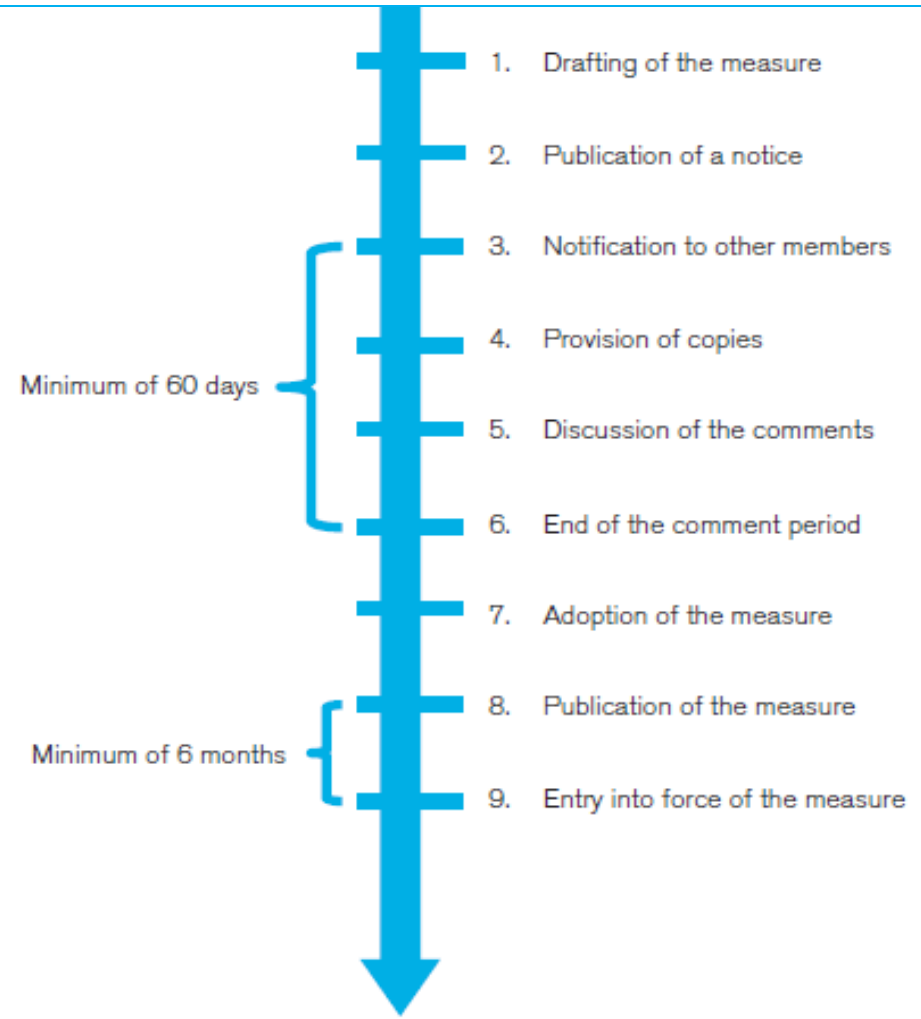 1. Drafting of the measure
2. Publication of a notice
3. Notification to other members
4. Provision of copies
Minimum of 60 days
5. Discussion of the comments
6. End of the comment period
7. Adoption of the measure
8. Publication of the measure
Minimum of 6 months
9. Entry into force of the measure